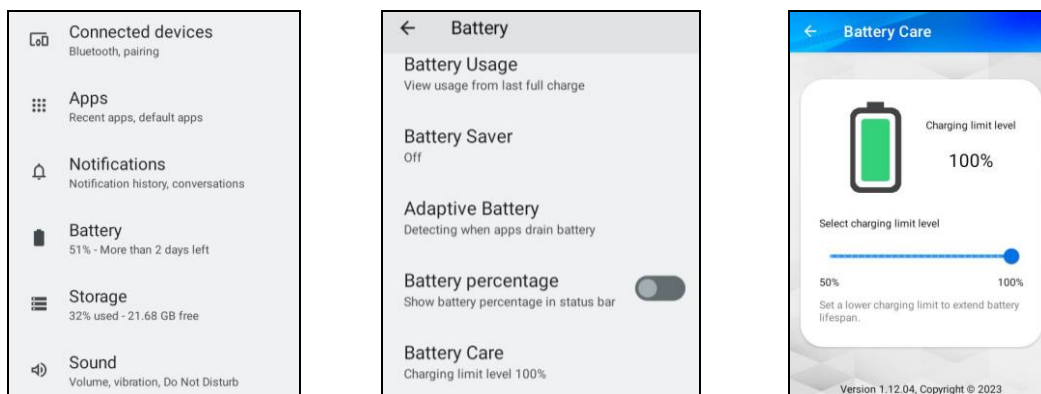 Connected devices
Bluetooth, pairing
Apps
Recent apps, default apps
Notifications
Notification history, conversations
Battery
51% - More than 2 days left
Storage
32% used - 21.68 GB free
Sound
Volume, vibration, Do Not Disturb
Battery
Battery Usage
View usage from last full charge
Battery Saver
Off
Adaptive Battery
Detecting when apps drain battery
Battery percentage
Show battery percentage in status bar
Battery Care
Charging limit level 100%
Battery Care
Charging limit level
100%
Select charging limit level
50% 100%
Set a lower charging limit to extend battery
lifespan.
Version 1.12.04, Copyright © 2023